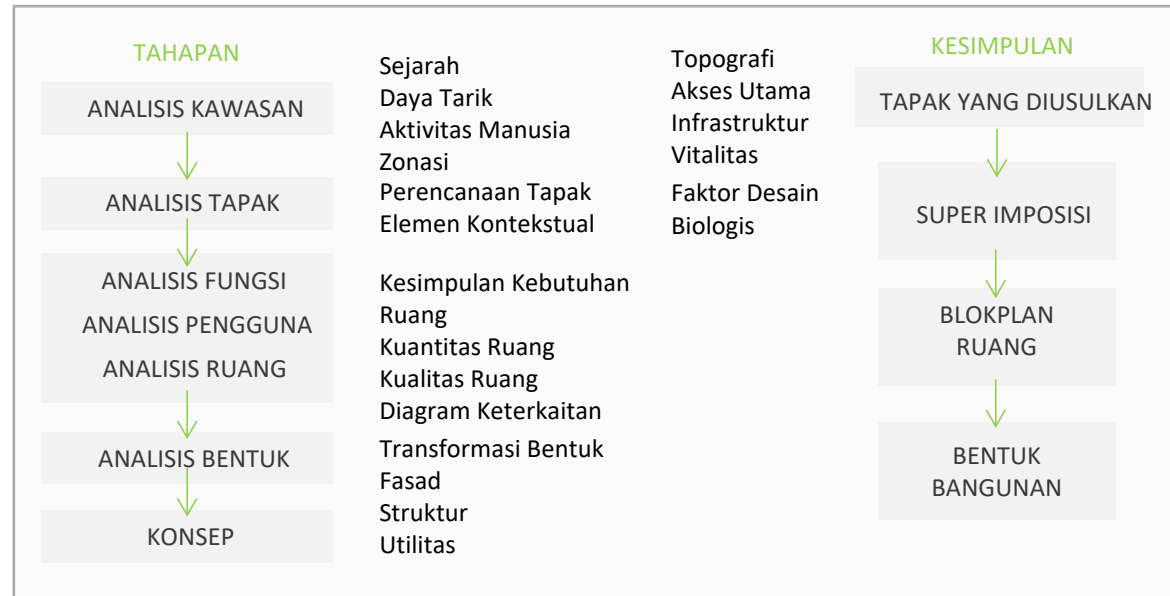 TAHAPAN
ANALISIS KAWASAN
ANALISIS TAPAK
ANALISIS FUNGSI
ANALISIS PENGGUNA
ANALISIS RUANG
ANALISIS BENTUK
KONSEP
Sejarah
Daya Tarik
Aktivitas Manusia
Zonasi
Perencanaan Tapak
Elemen Kontekstual
Kesimpulan Kebutuhan
Ruang
Kuantitas Ruang
Kualitas Ruang
Diagram Keterkaitan
Transformasi Bentuk
Fasad
Struktur
Utilitas
Topografi
Akses Utama
Infrastruktur
Vitalitas
Faktor Desain
Biologis
KESIMPULAN
TAPAK YANG DIUSULKAN
SUPER IMPOSISI
BLOKPLAN
RUANG
BENTUK
BANGUNAN